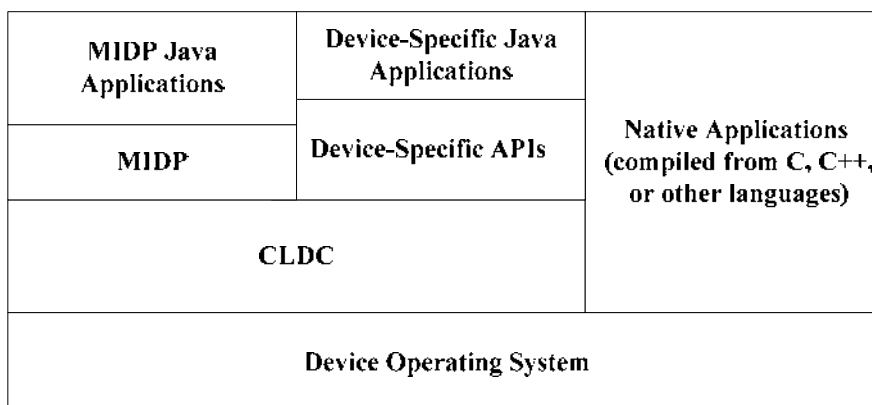 MIDP Java
Applications
Device-Specific Java
Applications
MIDP
Device-Specific APIs
Native Applications
(compiled from C, C++,
or other languages)
CLDC
Device Operating System